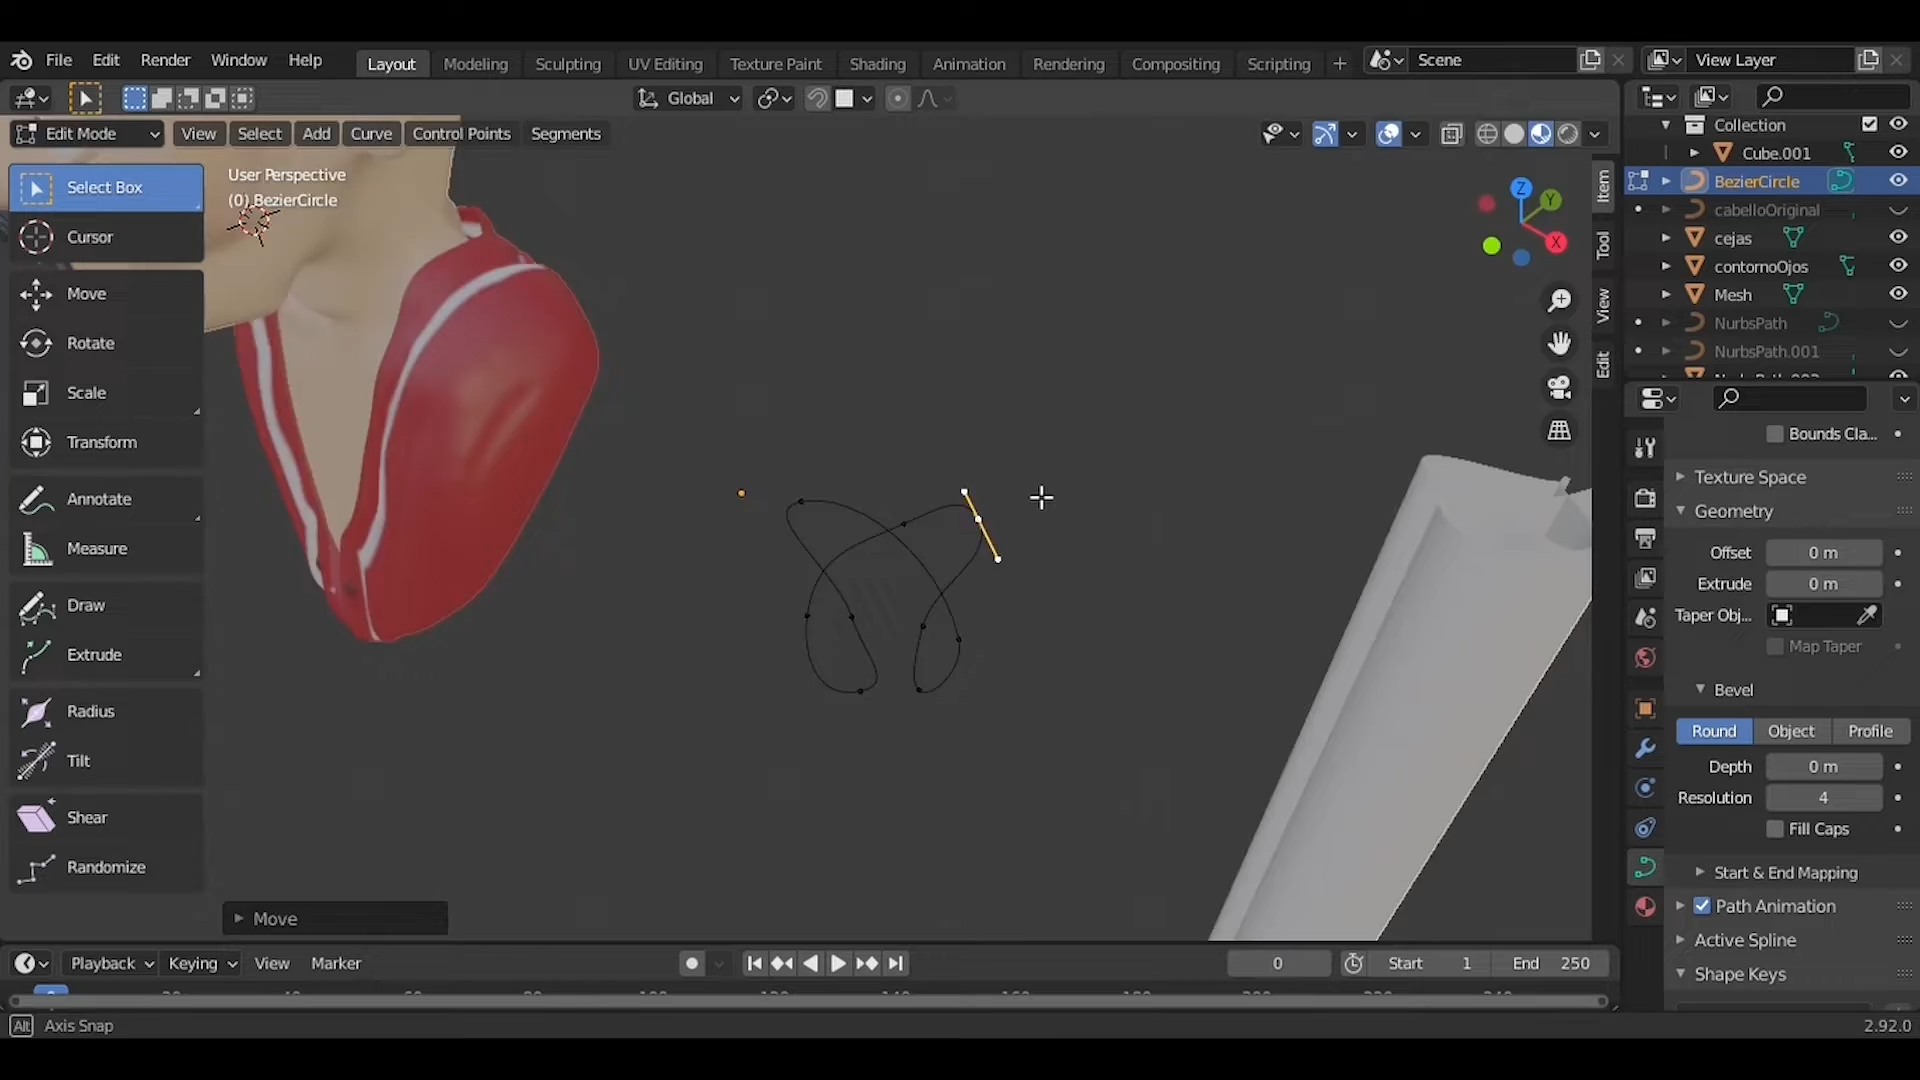 File Edit Render Window Help Layout Modeling Sculpting UV Editing Texture Paint Shading Animation Rendering Compositing Scripting + Scene View Layer
Global
Edit Mode View Select Add Curve Control Points Segments
User Perspective
(0) BezierCircle
Select Box
Cursor
Move
Rotate
Scale
Transform
Annotate
Measure
Draw
Extrude
Radius
Tilt
Shear
Randomize
Move
Z
Y
X
Item
Tool
View
Edit
Collection
Cube.001
BezierCircle
cabelloOriginal
cejas
contornoOjos
Mesh
NurbsPath
NurbsPath.001
Bounds Cla...
Texture Space
Geometry
Offset 0 m
Extrude 0 m
Taper Obj...
Map Taper
Bevel
Round Object Profile
Depth 0 m
Resolution 4
Fill Caps
Start & End Mapping
Path Animation
Active Spline
Shape Keys
Playback Keying View Marker 0 Start 1 End 250
Alt Axis Snap 2.92.0